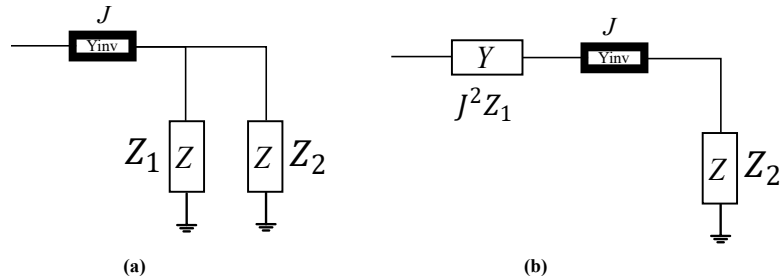 J
Yinv
Z₁ Z Z Z₂
(a)
Y
J²Z₁
J
Yinv
Z Z₂
(b)